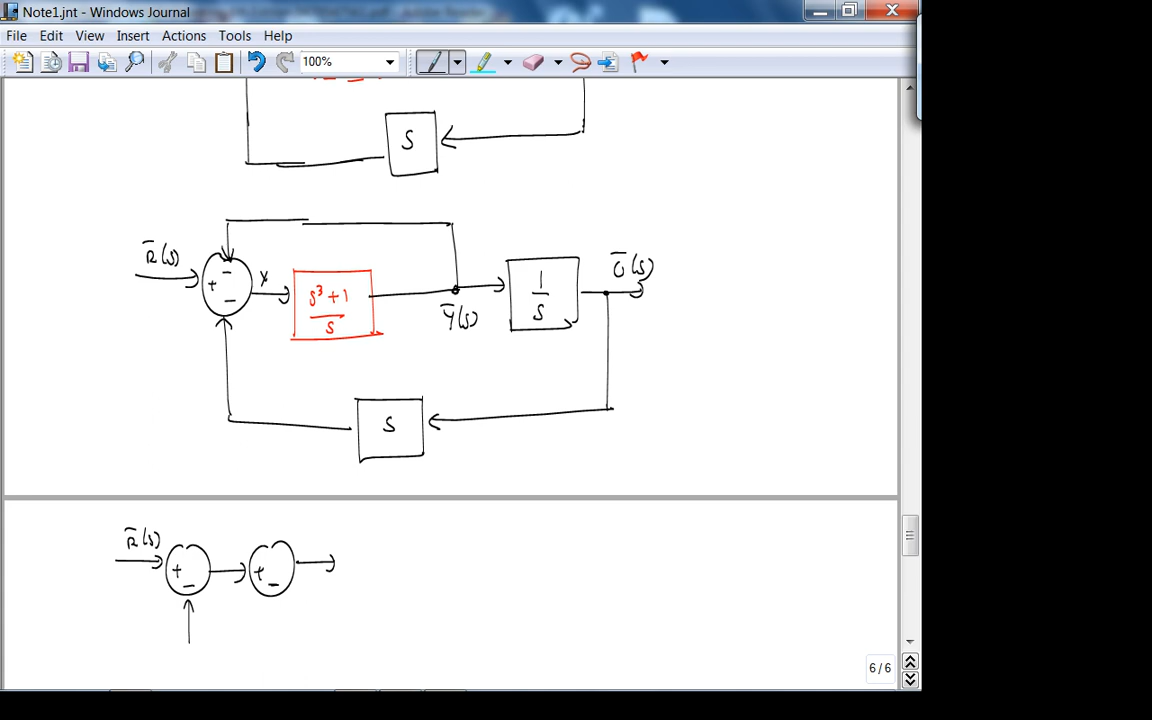 Note1.jnt - Windows Journal
File Edit View Insert Actions Tools Help
100%
S
R̄(s)
-
+
-
X
s³+1
s
Ȳ(s)
1
s
C̄(s)
S
R̄(s)
+
-
+
-
6 / 6